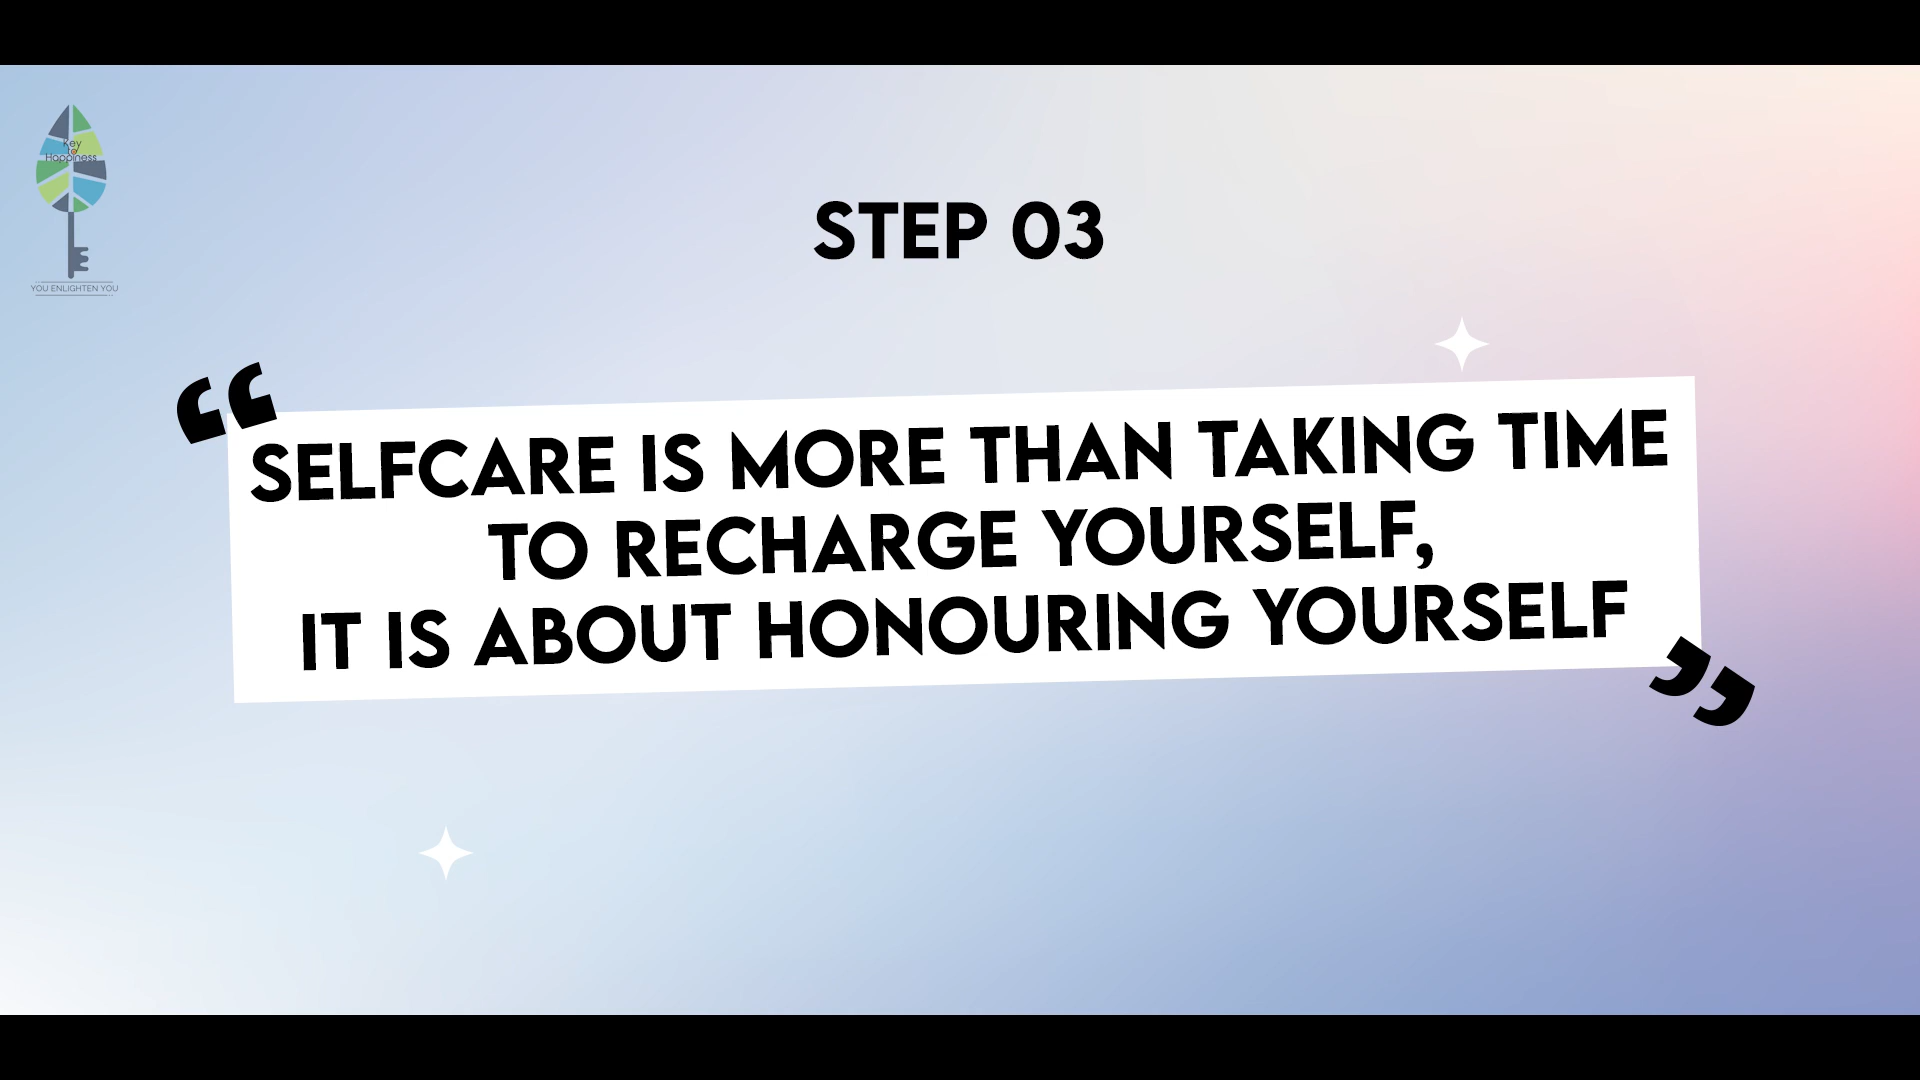 Key
to
Happiness
YOU ENLIGHTEN YOU
STEP 03
“SELFCARE IS MORE THAN TAKING TIME
TO RECHARGE YOURSELF,
IT IS ABOUT HONOURING YOURSELF”